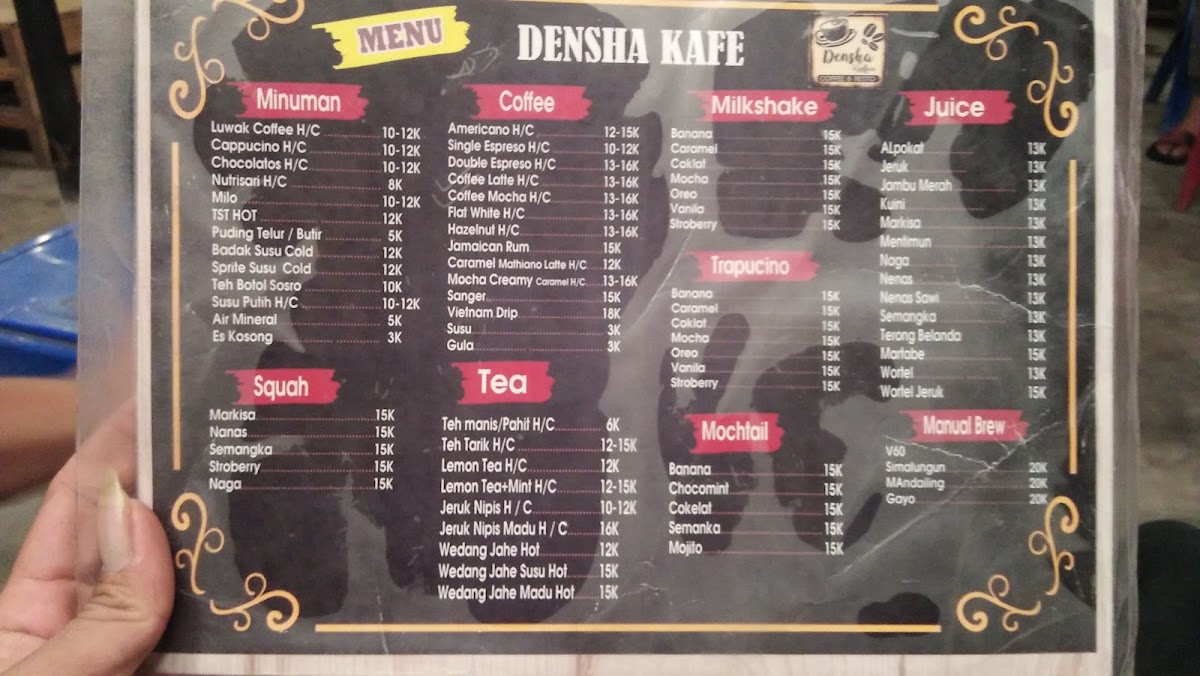 MENU
DENSHA KAFE
Densha
Coffee
COFFEE & RESTO
Minuman
Luwak Coffee H/C 10-12K
Cappucino H/C 10-12K
Chocolatos H/C 10-12K
Nutrisari H/C 8K
Milo 10-12K
TST HOT 12K
Puding Telur / Butir 5K
Badak Susu Cold 12K
Sprite Susu Cold 12K
Teh Botol Sosro 10K
Susu Putih H/C 10-12K
Air Mineral 5K
Es Kosong 3K
Squah
Markisa 15K
Nanas 15K
Semangka 15K
Stroberry 15K
Naga 15K
Coffee
Americano H/C 12-15K
Single Espreso H/C 10-12K
Double Espreso H/C 13-16K
Coffee Latte H/C 13-16K
Coffee Mocha H/C 13-16K
Flat White H/C 13-16K
Hazelnut H/C 13-16K
Jamaican Rum 15K
Caramel Mathiano Latte H/C 12K
Mocha Creamy Caramel H/C 13-16K
Sanger 15K
Vietnam Drip 18K
Susu 3K
Gula 3K
Tea
Teh manis/Pahit H/C 6K
Teh Tarik H/C 12-15K
Lemon Tea H/C 12K
Lemon Tea+Mint H/C 12-15K
Jeruk Nipis H / C 10-12K
Jeruk Nipis Madu H / C 16K
Wedang Jahe Hot 12K
Wedang Jahe Susu Hot 15K
Wedang Jahe Madu Hot 15K
Milkshake
Banana 15K
Caramel 15K
Coklat 15K
Mocha 15K
Oreo 15K
Vanila 15K
Stroberry 15K
Trapucino
Banana 15K
Caramel 15K
Coklat 15K
Mocha 15K
Oreo 15K
Vanila 15K
Stroberry 15K
Mochtail
Banana 15K
Chocomint 15K
Cokelat 15K
Semanka 15K
Mojito 15K
Juice
ALpokat 13K
Jeruk 13K
Jambu Merah 13K
Kuini 13K
Markisa 13K
Mentimun 13K
Naga 13K
Nenas 13K
Nenas Sawi 13K
Semangka 13K
Terong Belanda 13K
Martabe 15K
Wortel 13K
Wortel Jeruk 15K
Manual Brew
V60
Simalungun 20K
MAndailing 20K
Gayo 20K